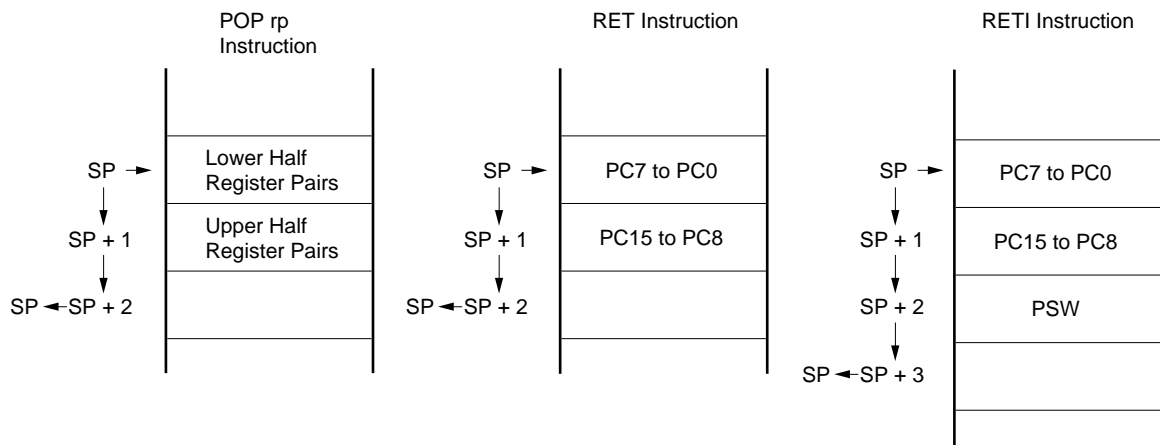 POP rp
Instruction
RET Instruction
RETI Instruction
SP
Lower Half
Register Pairs
SP + 1
Upper Half
Register Pairs
SP
SP + 2
SP
PC7 to PC0
SP + 1
PC15 to PC8
SP
SP + 2
SP
PC7 to PC0
SP + 1
PC15 to PC8
SP + 2
PSW
SP
SP + 3